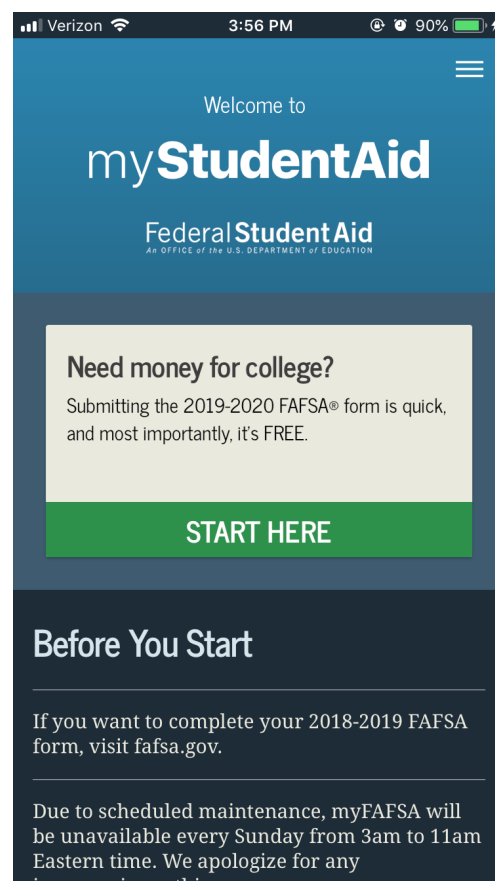 Verizon 3:56 PM 90%
Welcome to
myStudentAid
Federal Student Aid
An OFFICE of the U.S. DEPARTMENT of EDUCATION
Need money for college?
Submitting the 2019-2020 FAFSA® form is quick,
and most importantly, it's FREE.
START HERE
Before You Start
If you want to complete your 2018-2019 FAFSA
form, visit fafsa.gov.
Due to scheduled maintenance, myFAFSA will
be unavailable every Sunday from 3am to 11am
Eastern time. We apologize for any